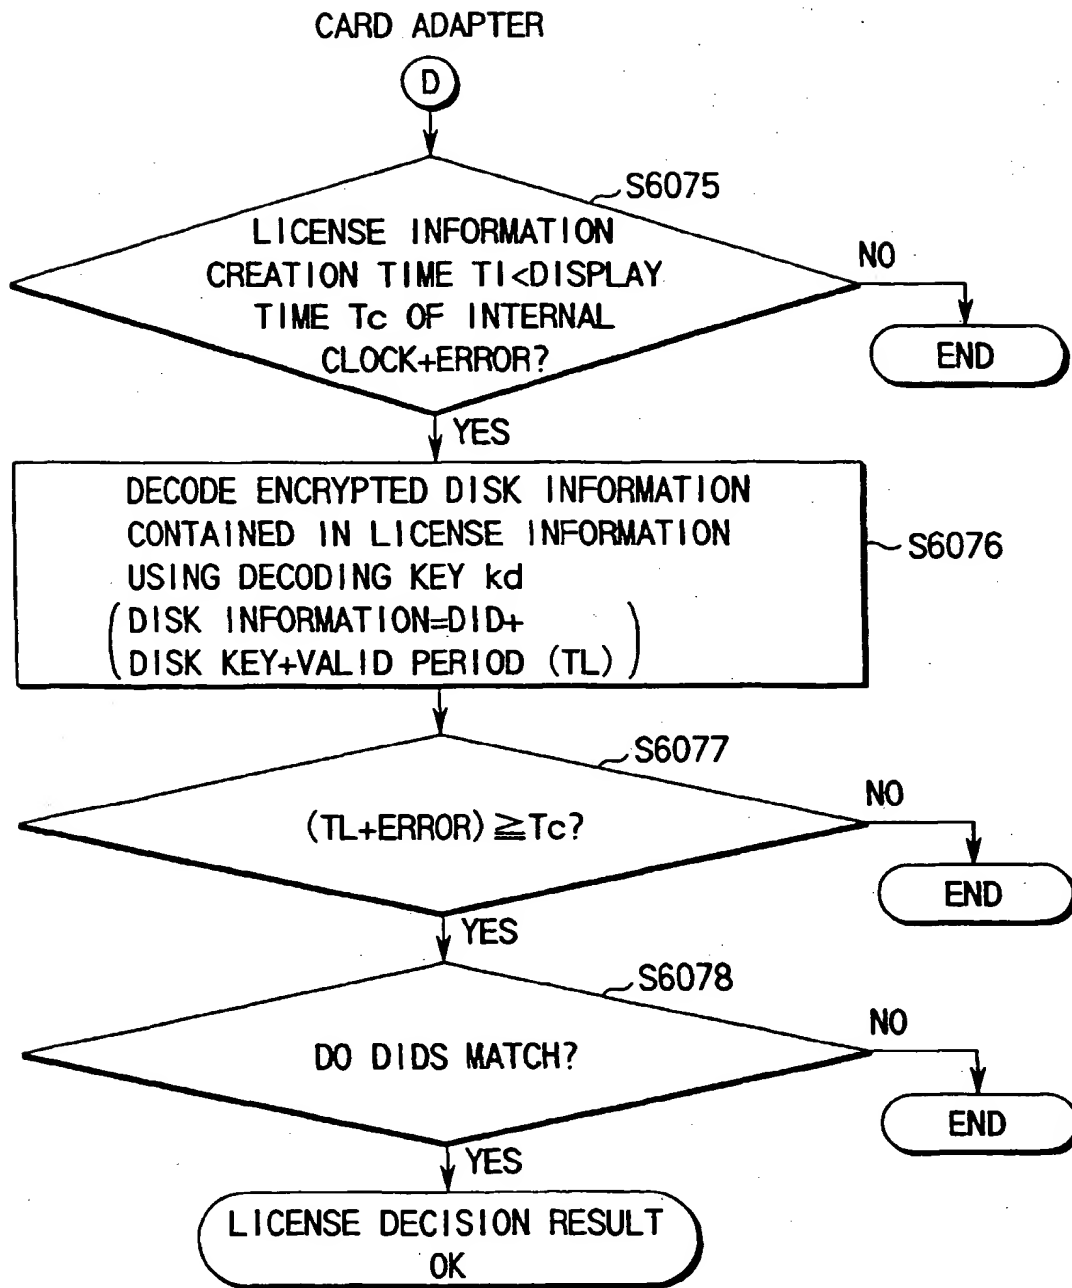 CARD ADAPTER
D
S6075
LICENSE INFORMATION
CREATION TIME TI<DISPLAY
TIME Tc OF INTERNAL
CLOCK+ERROR?
NO
END
YES
DECODE ENCRYPTED DISK INFORMATION
CONTAINED IN LICENSE INFORMATION
USING DECODING KEY kd
(DISK INFORMATION=DID+
DISK KEY+VALID PERIOD (TL))
S6076
S6077
(TL+ERROR)≧Tc?
NO
END
YES
S6078
DO DIDS MATCH?
NO
END
YES
LICENSE DECISION RESULT
OK